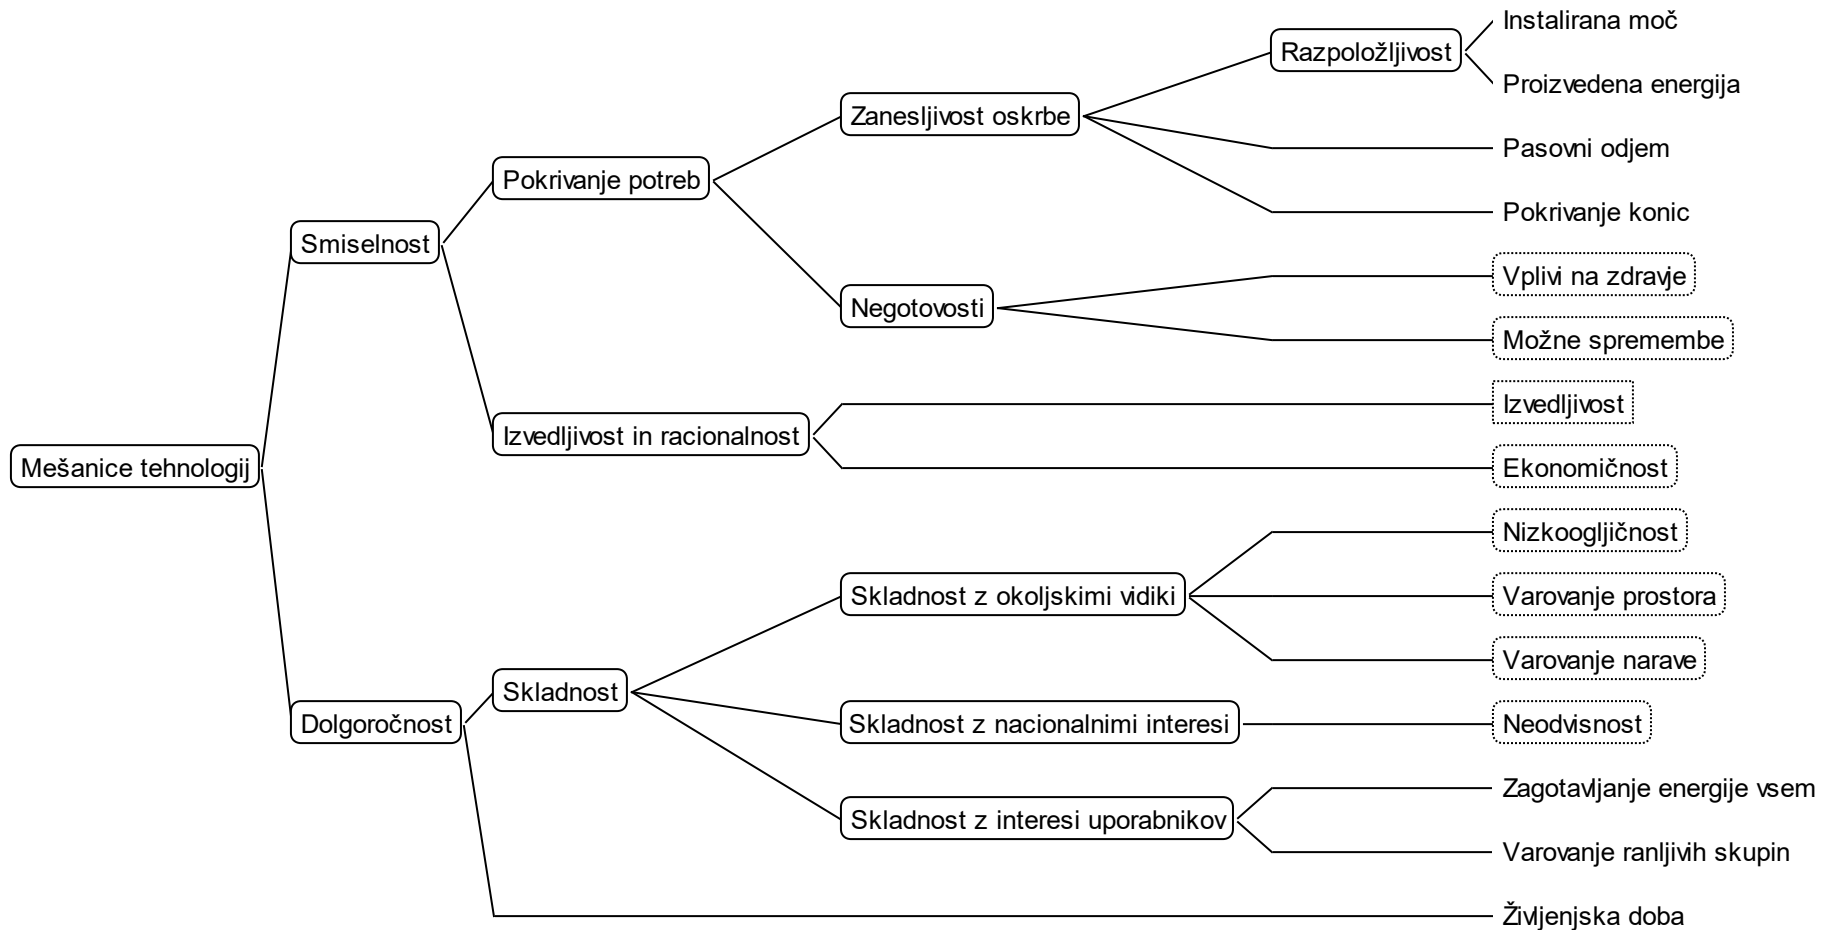 Instalirana moč
Razpoložljivost
Proizvedena energija
Zanesljivost oskrbe
Pasovni odjem
Pokrivanje potreb
Pokrivanje konic
Smiselnost
Vplivi na zdravje
Negotovosti
Možne spremembe
Izvedljivost
Izvedljivost in racionalnost
Mešanice tehnologij
Ekonomičnost
Nizkoogljičnost
Skladnost z okoljskimi vidiki
Varovanje prostora
Varovanje narave
Skladnost
Dolgoročnost
Skladnost z nacionalnimi interesi
Neodvisnost
Zagotavljanje energije vsem
Skladnost z interesi uporabnikov
Varovanje ranljivih skupin
Življenjska doba